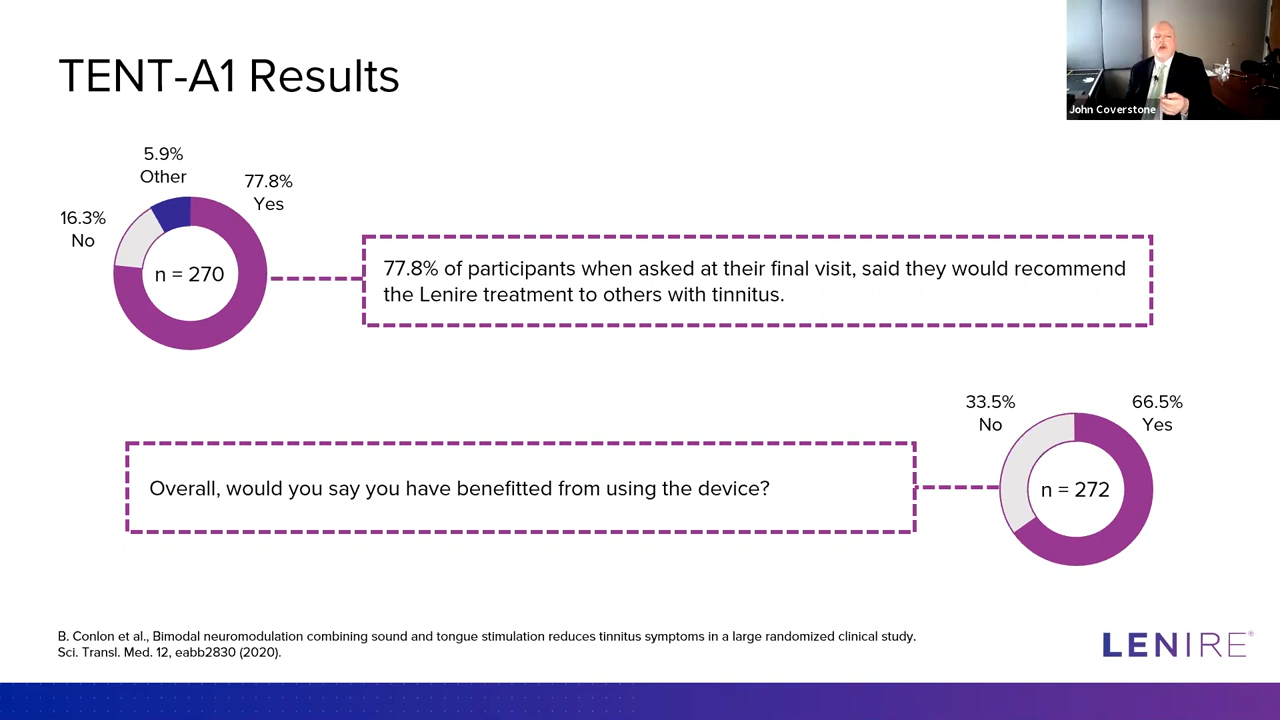 TENT-A1 Results
John Coverstone
5.9%
Other
77.8%
Yes
16.3%
No
n = 270
77.8% of participants when asked at their final visit, said they would recommend
the Lenire treatment to others with tinnitus.
33.5%
No
66.5%
Yes
Overall, would you say you have benefitted from using the device?
n = 272
B. Conlon et al., Bimodal neuromodulation combining sound and tongue stimulation reduces tinnitus symptoms in a large randomized clinical study.
Sci. Transl. Med. 12, eabb2830 (2020).
LENIRE®